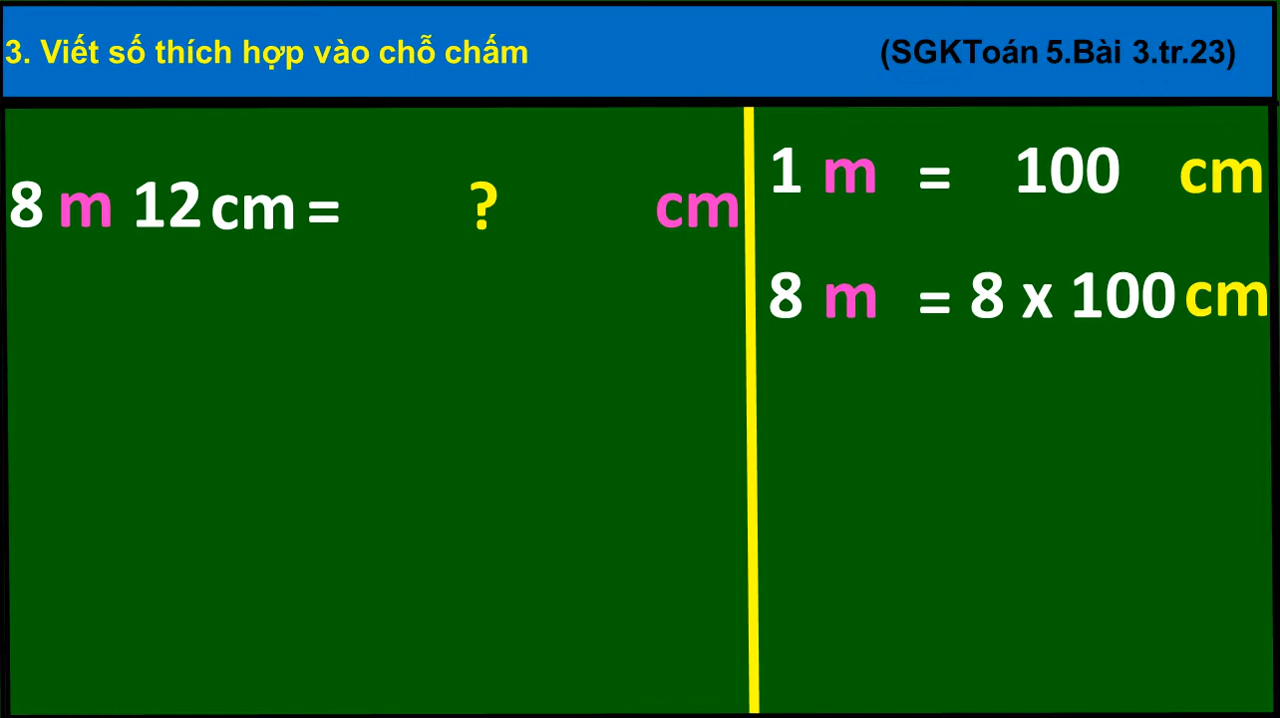 3. Viết số thích hợp vào chỗ chấm (SGKToán 5.Bài 3.tr.23)
8 m 12 cm = ? cm
1 m = 100 cm
8 m = 8 x 100 cm